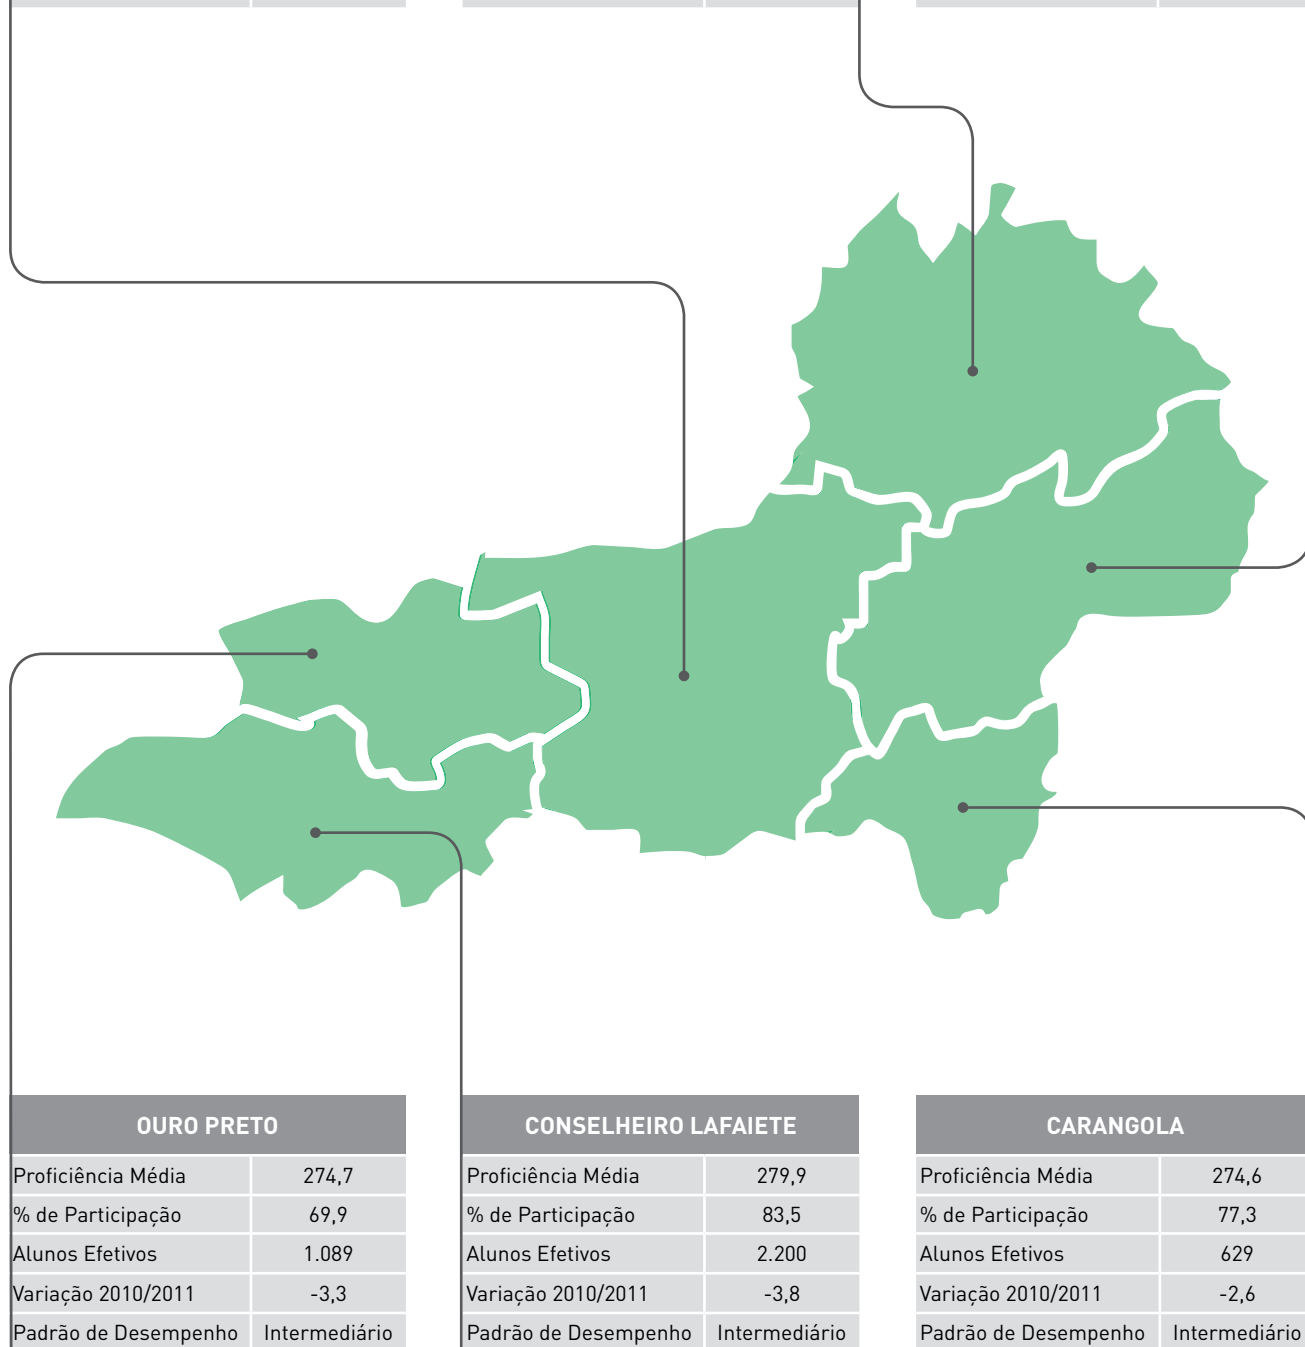 OURO PRETO
Proficiência Média 274,7
% de Participação 69,9
Alunos Efetivos 1.089
Variação 2010/2011 -3,3
Padrão de Desempenho Intermediário
CONSELHEIRO LAFAIETE
Proficiência Média 279,9
% de Participação 83,5
Alunos Efetivos 2.200
Variação 2010/2011 -3,8
Padrão de Desempenho Intermediário
CARANGOLA
Proficiência Média 274,6
% de Participação 77,3
Alunos Efetivos 629
Variação 2010/2011 -2,6
Padrão de Desempenho Intermediário